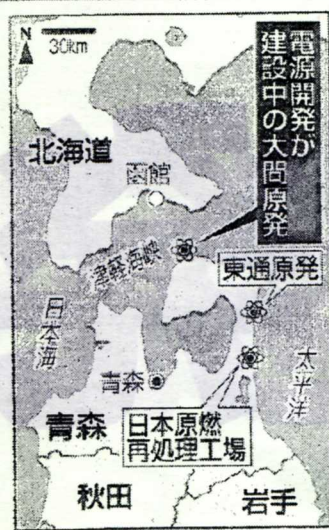 電源開発が
建設中の大間原発
N
30km
北海道
函館
津軽海峡
東通原発
日本海
太平洋
青森
青森
日本原燃
再処理工場
秋田
岩手